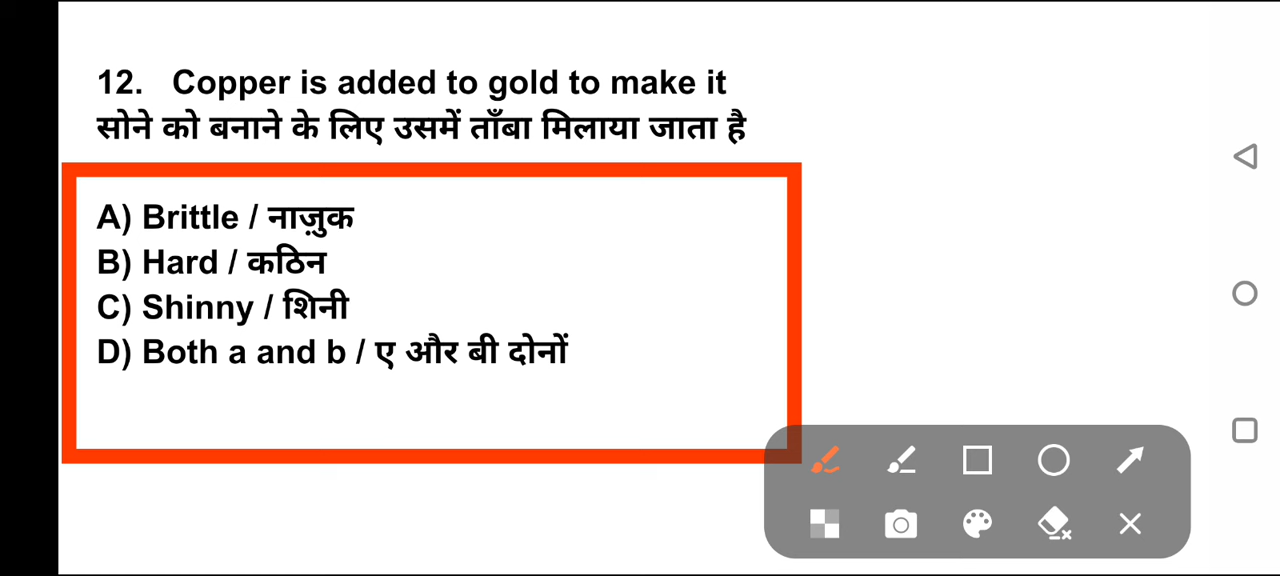 12. Copper is added to gold to make it
सोने को बनाने के लिए उसमें ताँबा मिलाया जाता है
A) Brittle / नाज़ुक
B) Hard / कठिन
C) Shinny / शिनी
D) Both a and b / ए और बी दोनों